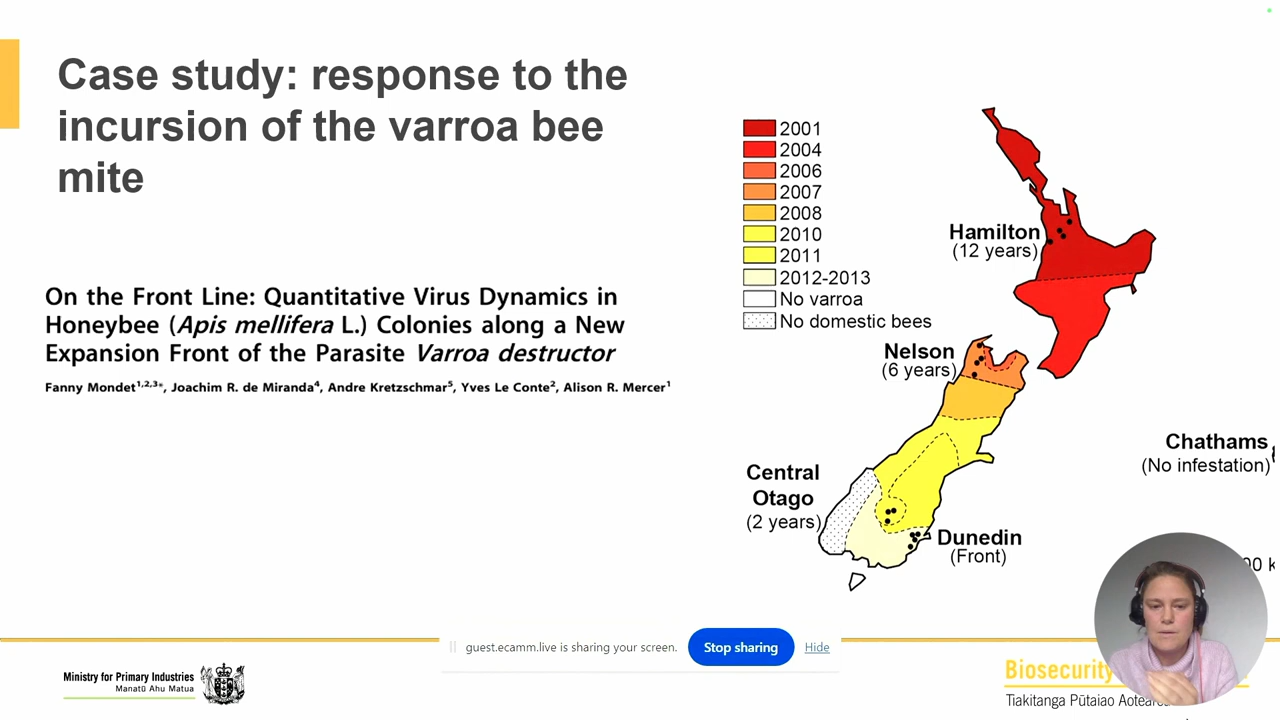 Case study: response to the
incursion of the varroa bee
mite
On the Front Line: Quantitative Virus Dynamics in
Honeybee (Apis mellifera L.) Colonies along a New
Expansion Front of the Parasite Varroa destructor
Fanny Mondet1,2,3*, Joachim R. de Miranda4, Andre Kretzschmar5, Yves Le Conte2, Alison R. Mercer1
2001
2004
2006
2007
2008
2010
2011
2012-2013
No varroa
No domestic bees
Hamilton
(12 years)
Nelson
(6 years)
Chathams
(No infestation)
Central
Otago
(2 years)
Dunedin
(Front)
guest.ecamm.live is sharing your screen.
Stop sharing
Hide
Ministry for Primary Industries
Manatū Ahu Matua
Biosecurity
Tiakitanga Pūtaiao